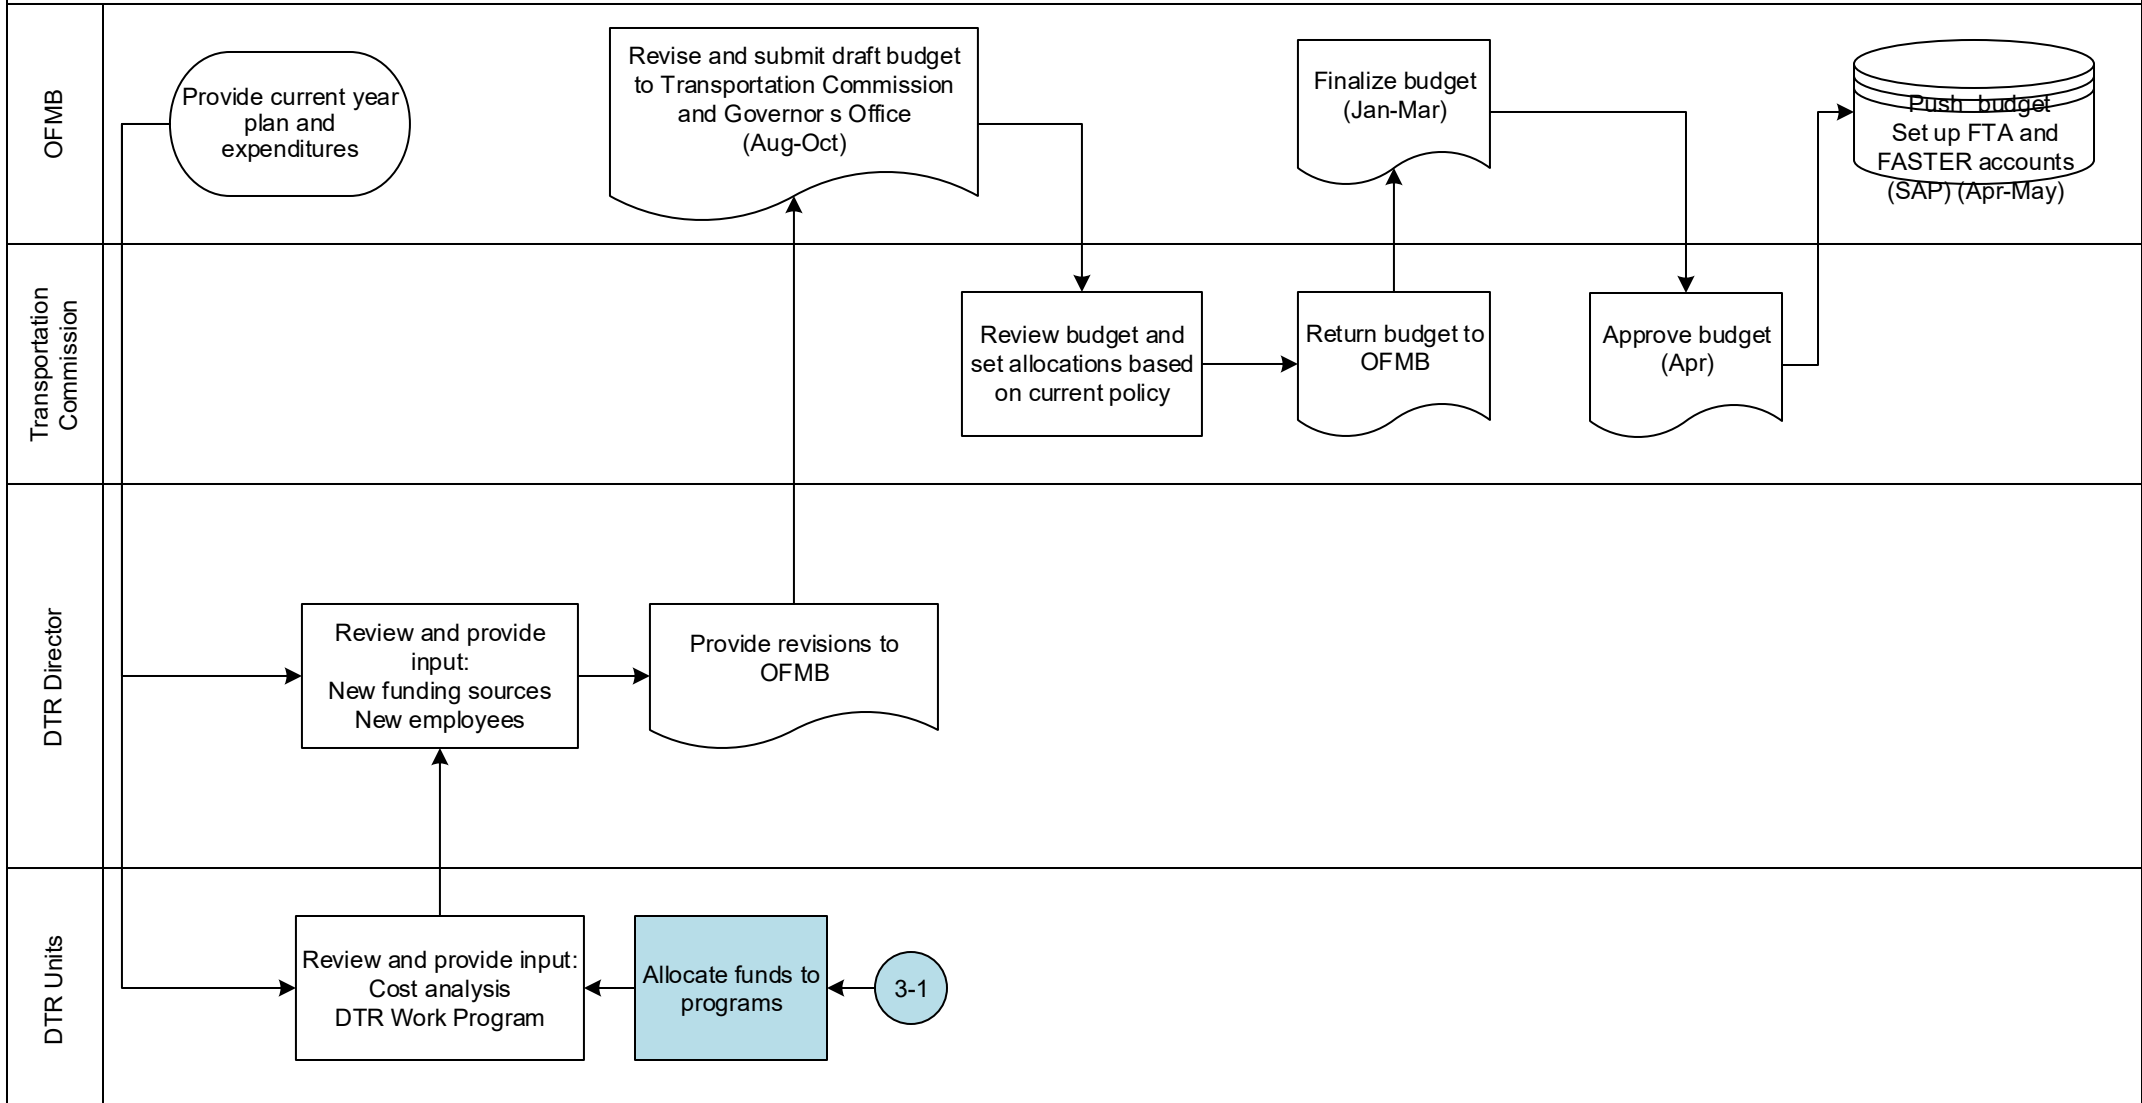 OFMB
Provide current year
plan and
expenditures
Revise and submit draft budget
to Transportation Commission
and Governor s Office
(Aug-Oct)
Finalize budget
(Jan-Mar)
Push  budget
Set up FTA and
FASTER accounts
(SAP) (Apr-May)
Transportation
Commission
Review budget and
set allocations based
on current policy
Return budget to
OFMB
Approve budget
(Apr)
DTR Director
Review and provide
input:
New funding sources
New employees
Provide revisions to
OFMB
DTR Units
Review and provide input:
Cost analysis
DTR Work Program
Allocate funds to
programs
3-1